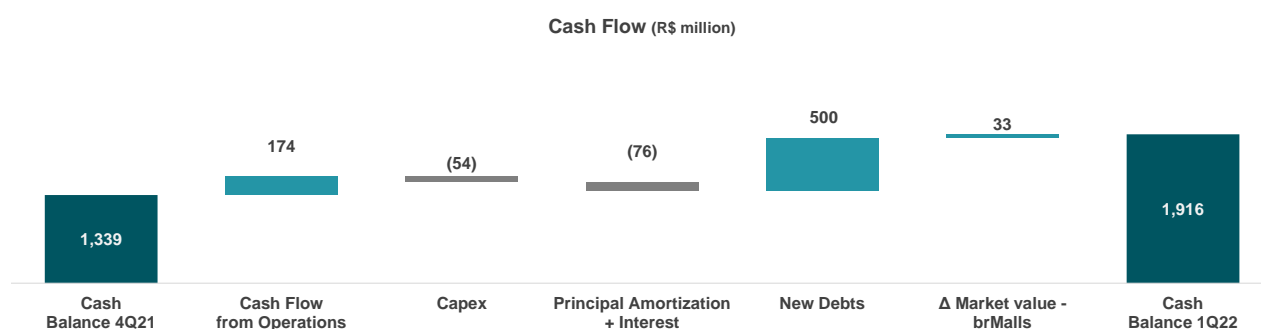 Cash Flow (R$ million)
174
(54)
(76)
500
33
1,339
1,916
Cash
Balance 4Q21
Cash Flow
from Operations
Capex
Principal Amortization
+ Interest
New Debts
Δ Market value -
brMalls
Cash
Balance 1Q22